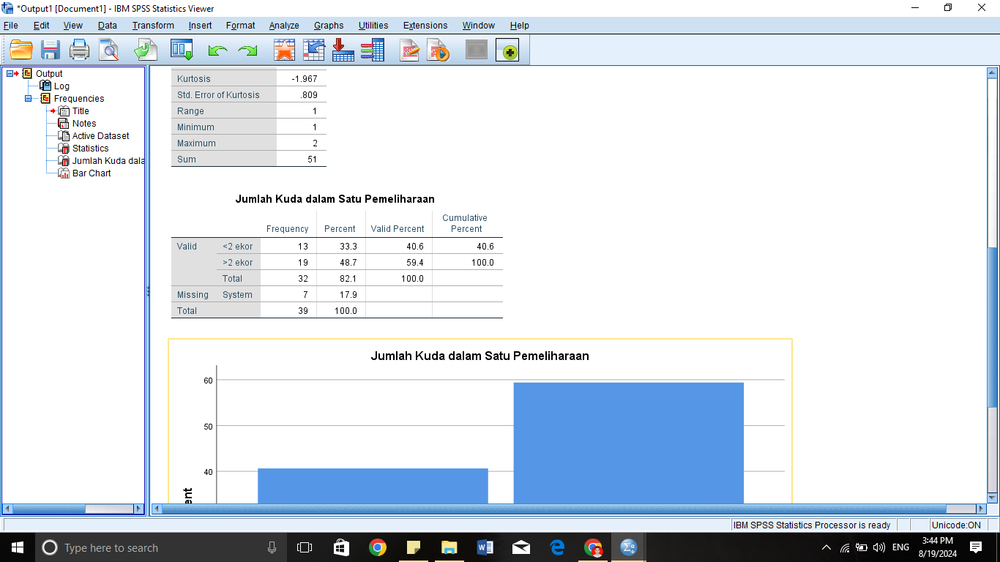 *Output1 [Document1] - IBM SPSS Statistics Viewer
File Edit View Data Transform Insert Format Analyze Graphs Utilities Extensions Window Help
Output
Log
Frequencies
Title
Notes
Active Dataset
Statistics
Jumlah Kuda dala
Bar Chart
Kurtosis -1.967
Std. Error of Kurtosis .809
Range 1
Minimum 1
Maximum 2
Sum 51
Jumlah Kuda dalam Satu Pemeliharaan
Frequency Percent Valid Percent Cumulative Percent
Valid <2 ekor 13 33.3 40.6 40.6
>2 ekor 19 48.7 59.4 100.0
Total 32 82.1 100.0
Missing System 7 17.9
Total 39 100.0
Jumlah Kuda dalam Satu Pemeliharaan
60
50
40
ent
IBM SPSS Statistics Processor is ready Unicode:ON
Type here to search
ENG
3:44 PM
8/19/2024